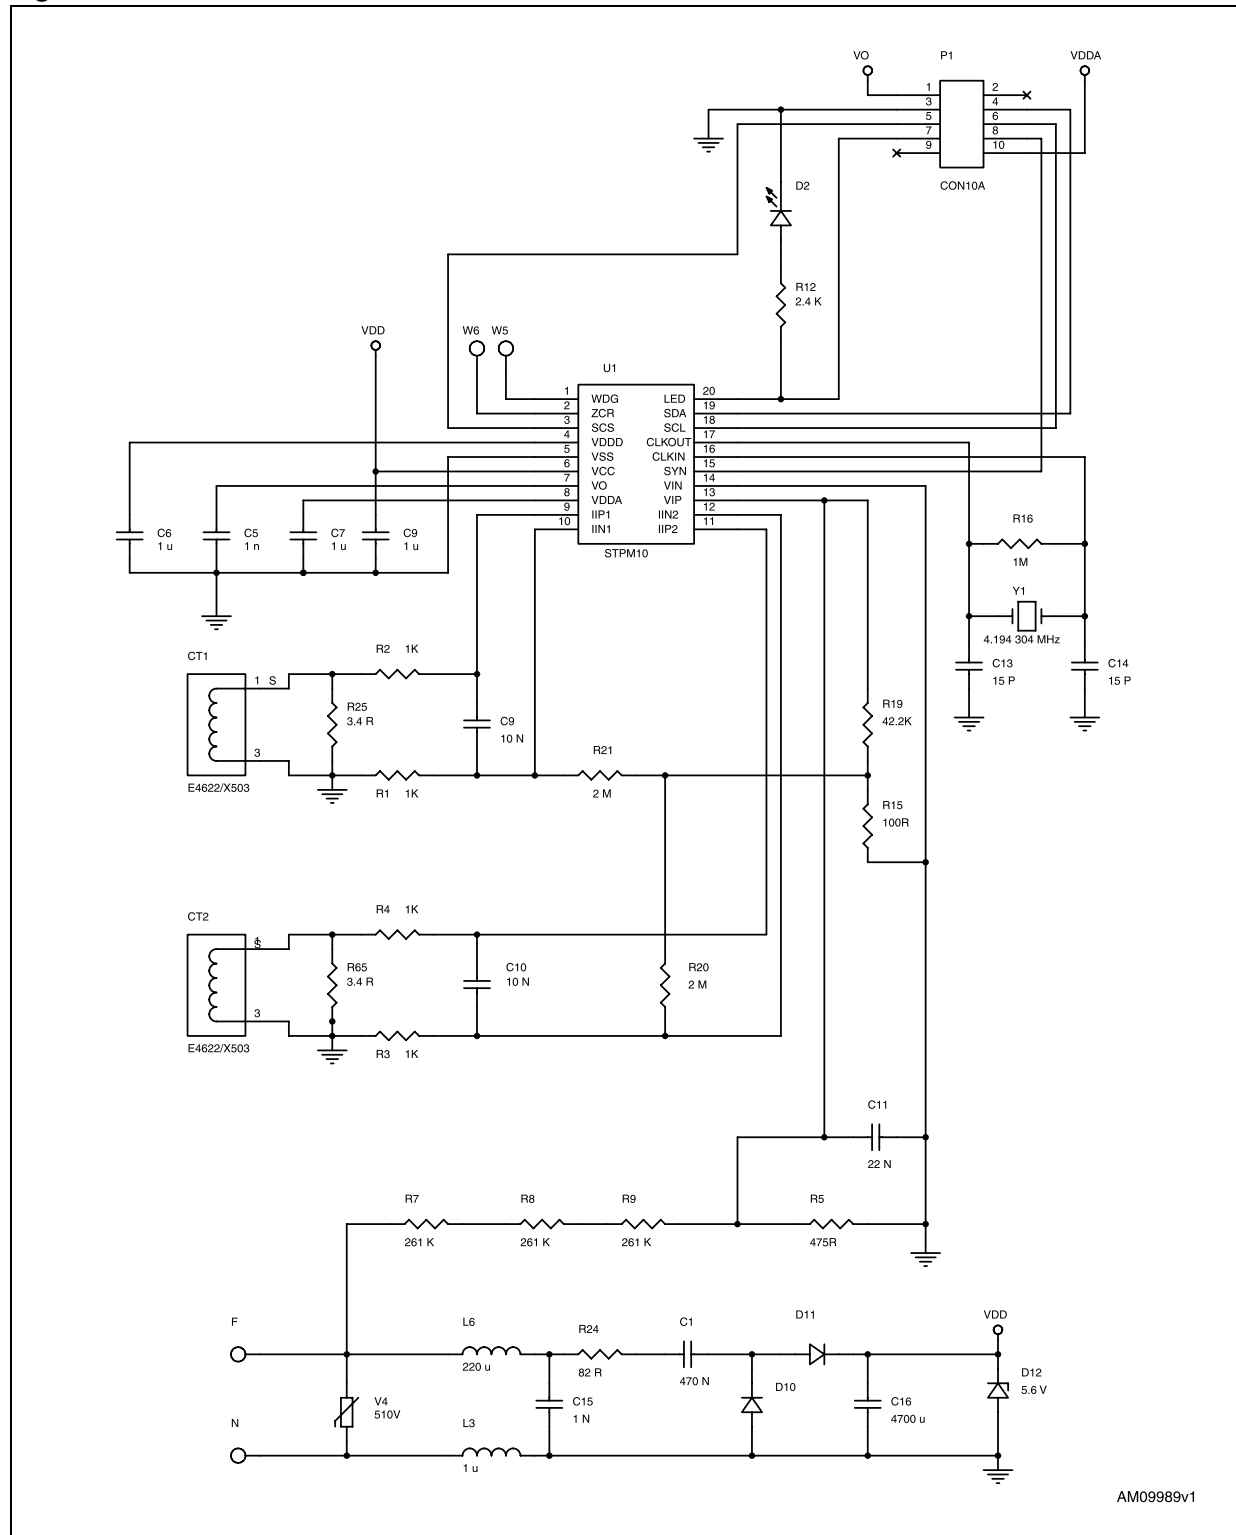 VO P1 VDDA
1 2
3 4
5 6
7 8
9 10
D2 CON10A
R12
2.4 K
VDD W6 W5
U1
1 WDG LED 20
2 ZCR SDA 19
3 SCS SCL 18
4 VDDD CLKOUT 17
5 VSS CLKIN 16
6 VCC SYN 15
7 VO VIN 14
8 VDDA VIP 13
9 IIP1 IIN2 12
10 IIN1 IIP2 11
STPM10
C6 C5 C7 C9
1 u 1 n 1 u 1 u
R16
1M
Y1
4.194 304 MHz
C13 C14
15 P 15 P
CT1 R2 1K
1 S
R25
3.4 R
C9
10 N
R19
42.2K
3 R21
E4622/X503 R1 1K 2 M
R15
100R
CT2 R4 1K
1 S
R65 C10 R20
3.4 R 10 N 2 M
3
E4622/X503 R3 1K
C11
22 N
R7 R8 R9 R5
261 K 261 K 261 K 475R
F L6 R24 C1 D11 VDD
220 u 82 R 470 N
D10 D12
5.6 V
V4 C15 C16
510V 1 N 4700 u
N L3
1 u
AM09989v1